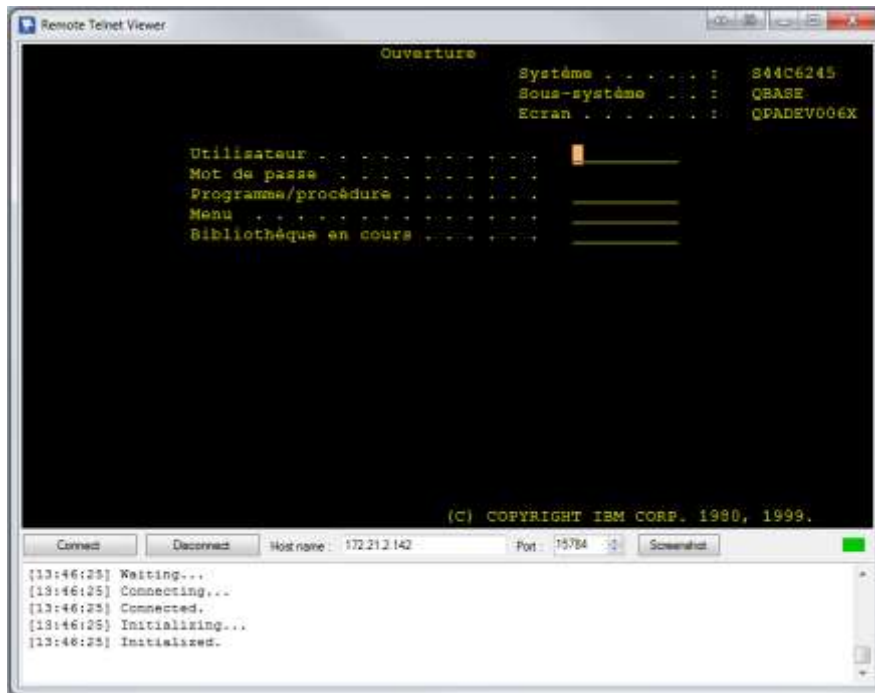 Remote Telnet Viewer
Ouverture
Système . . . . . : S44C6245
Sous-système . . : QBASE
Ecran . . . . . . : QPADEV006X
Utilisateur . . . . . . . . . . .
Mot de passe . . . . . . . . . .
Programme/procédure . . . . . . .
Menu . . . . . . . . . . . . . .
Bibliothèque en cours . . . . . .
(C) COPYRIGHT IBM CORP. 1980, 1999.
Connect Disconnect Host name : 172.21.2.142 Port : 15784 Screenshot
[13:46:25] Waiting...
[13:46:25] Connecting...
[13:46:25] Connected.
[13:46:25] Initializing...
[13:46:25] Initialized.